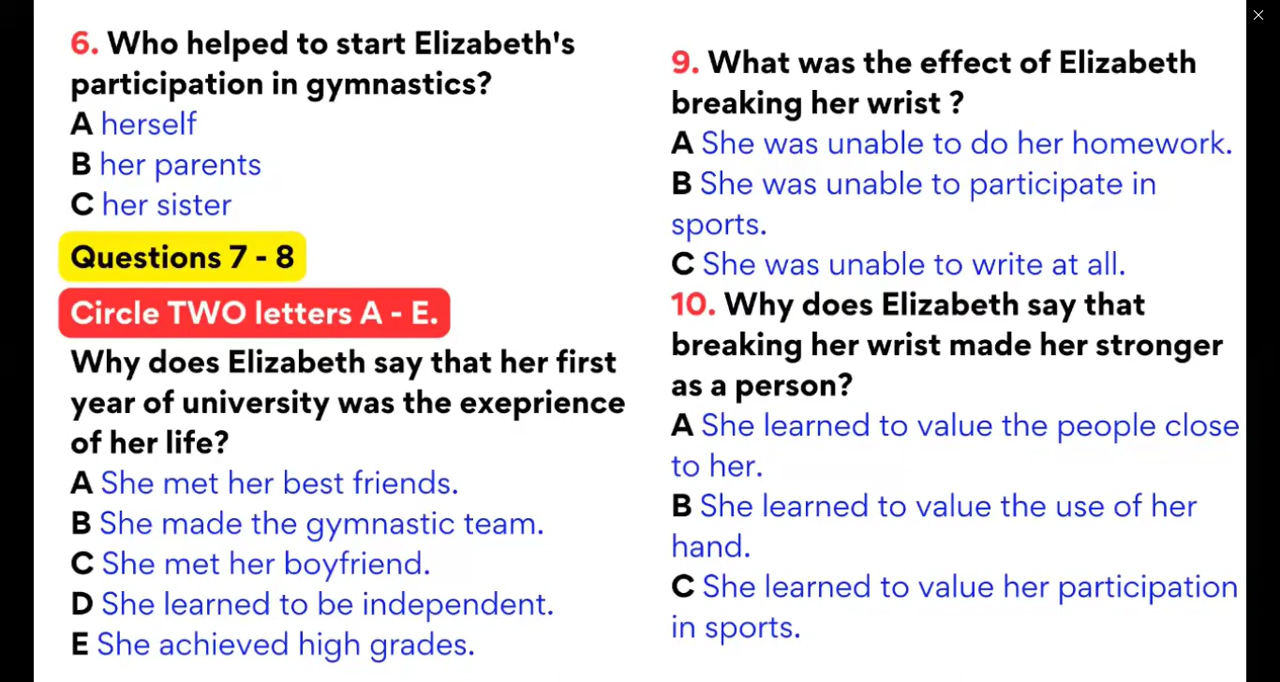 6. Who helped to start Elizabeth's
participation in gymnastics?
A herself
B her parents
C her sister
Questions 7 - 8
Circle TWO letters A - E.
Why does Elizabeth say that her first
year of university was the exeprience
of her life?
A She met her best friends.
B She made the gymnastic team.
C She met her boyfriend.
D She learned to be independent.
E She achieved high grades.
9. What was the effect of Elizabeth
breaking her wrist ?
A She was unable to do her homework.
B She was unable to participate in
sports.
C She was unable to write at all.
10. Why does Elizabeth say that
breaking her wrist made her stronger
as a person?
A She learned to value the people close
to her.
B She learned to value the use of her
hand.
C She learned to value her participation
in sports.